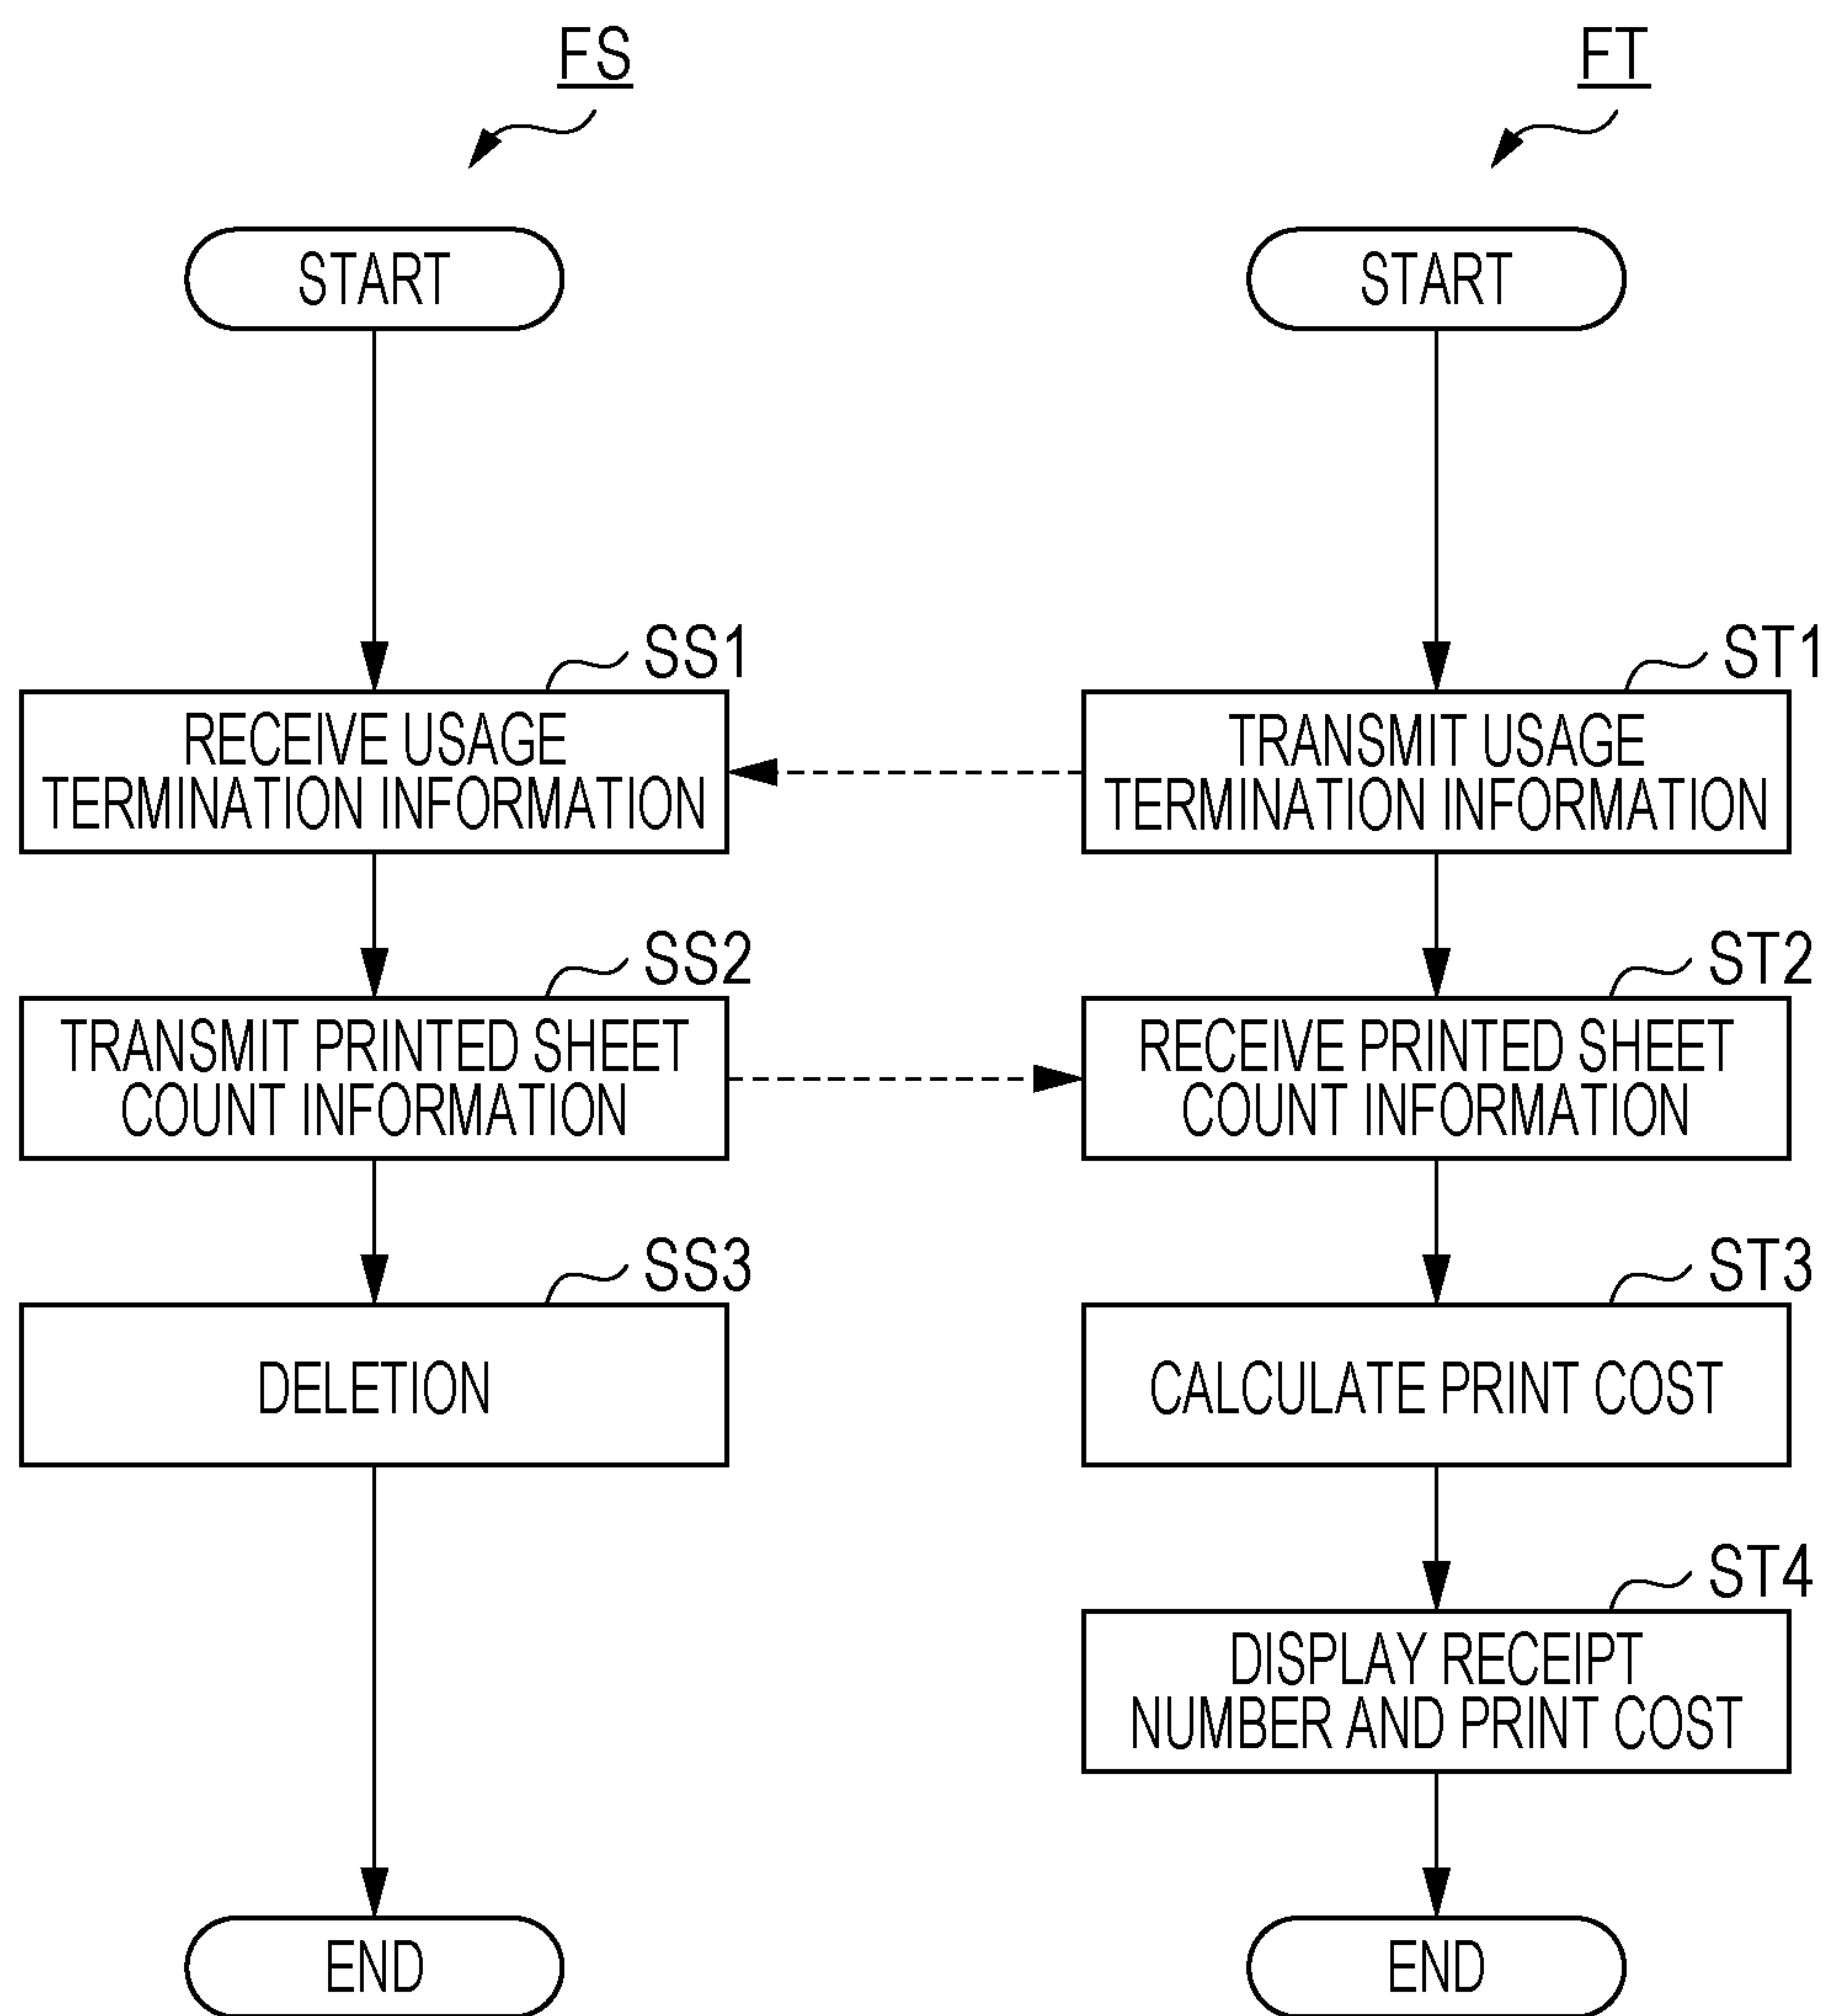 FS
START
SS1
RECEIVE USAGE
TERMINATION INFORMATION
SS2
TRANSMIT PRINTED SHEET
COUNT INFORMATION
SS3
DELETION
END
FT
START
ST1
TRANSMIT USAGE
TERMINATION INFORMATION
ST2
RECEIVE PRINTED SHEET
COUNT INFORMATION
ST3
CALCULATE PRINT COST
ST4
DISPLAY RECEIPT
NUMBER AND PRINT COST
END